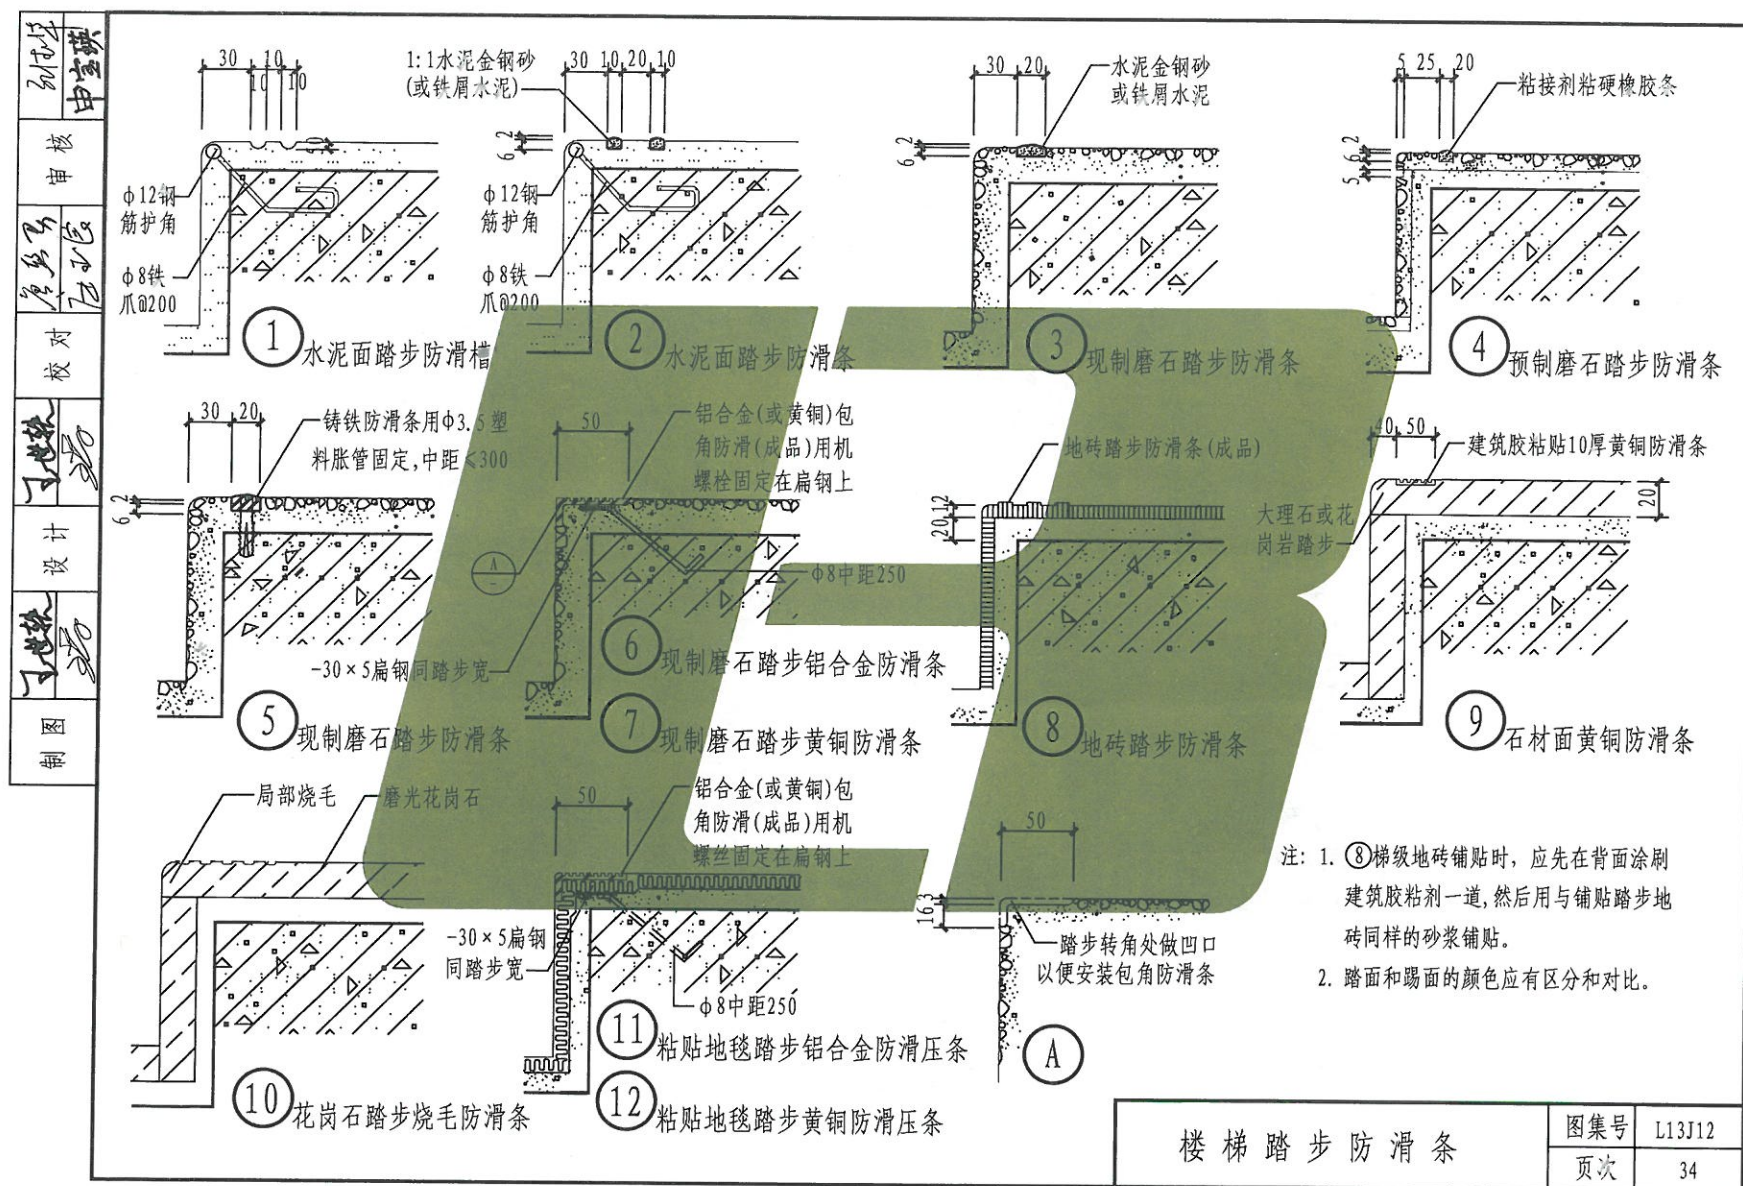 审核
校对
设计
制图
30
10
10
10
φ12钢
筋护角
φ8铁
爪@200
① 水泥面踏步防滑槽
1:1水泥金钢砂
(或铁屑水泥)
30
10
20
10
2
6
φ12钢
筋护角
φ8铁
爪@200
② 水泥面踏步防滑条
30
20
水泥金钢砂
或铁屑水泥
2
6
③ 现制磨石踏步防滑条
5
25
20
粘接剂粘硬橡胶条
2
6
5
④ 预制磨石踏步防滑条
30
20
铸铁防滑条用Φ3.5塑
料胀管固定,中距≤300
2
6
⑤ 现制磨石踏步防滑条
50
铝合金(或黄铜)包
角防滑(成品)用机
螺栓固定在扁钢上
A
φ8中距250
-30×5扁钢同踏步宽
⑥ 现制磨石踏步铝合金防滑条
⑦ 现制磨石踏步黄铜防滑条
地砖踏步防滑条(成品)
12
20
⑧ 地砖踏步防滑条
40
50
建筑胶粘贴10厚黄铜防滑条
大理石或花
岗岩踏步
20
⑨ 石材面黄铜防滑条
局部烧毛
磨光花岗石
⑩ 花岗石踏步烧毛防滑条
50
铝合金(或黄铜)包
角防滑(成品)用机
螺丝固定在扁钢上
-30×5扁钢
同踏步宽
φ8中距250
⑪ 粘贴地毯踏步铝合金防滑压条
⑫ 粘贴地毯踏步黄铜防滑压条
50
3
16
踏步转角处做凹口
以便安装包角防滑条
A
注: 1. ⑧梯级地砖铺贴时，应先在背面涂刷
建筑胶粘剂一道,然后用与铺贴踏步地
砖同样的砂浆铺贴。
2. 踏面和踢面的颜色应有区分和对比。
楼梯踏步防滑条
图集号 L13J12
页次 34